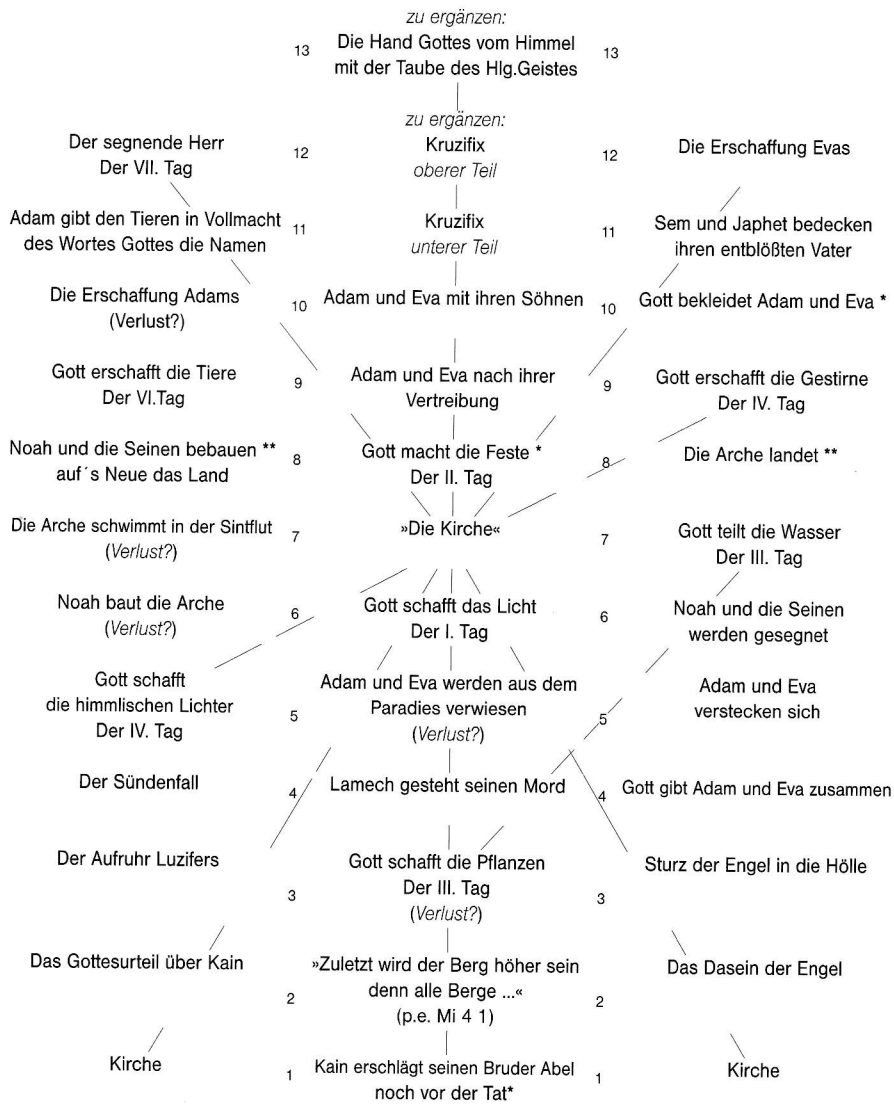 zu ergänzen:
13 Die Hand Gottes vom Himmel 13
mit der Taube des Hlg.Geistes
zu ergänzen:
Der segnende Herr 12 Kruzifix 12 Die Erschaffung Evas
Der VII. Tag oberer Teil
Adam gibt den Tieren in Vollmacht 11 Kruzifix 11 Sem und Japhet bedecken
des Wortes Gottes die Namen unterer Teil ihren entblößten Vater
Die Erschaffung Adams 10 Adam und Eva mit ihren Söhnen 10 Gott bekleidet Adam und Eva *
(Verlust?)
Gott erschafft die Tiere 9 Adam und Eva nach ihrer 9 Gott erschafft die Gestirne
Der VI.Tag Vertreibung Der IV. Tag
Noah und die Seinen bebauen ** 8 Gott macht die Feste * 8 Die Arche landet **
auf´s Neue das Land Der II. Tag
Die Arche schwimmt in der Sintflut 7 »Die Kirche« 7 Gott teilt die Wasser
(Verlust?) Der III. Tag
Noah baut die Arche 6 Gott schafft das Licht 6 Noah und die Seinen
(Verlust?) Der I. Tag werden gesegnet
Gott schafft Adam und Eva werden aus dem Adam und Eva
die himmlischen Lichter 5 Paradies verwiesen 5 verstecken sich
Der IV. Tag (Verlust?)
Der Sündenfall 4 Lamech gesteht seinen Mord 4 Gott gibt Adam und Eva zusammen
Der Aufruhr Luzifers 3 Gott schafft die Pflanzen 3 Sturz der Engel in die Hölle
Der III. Tag
(Verlust?)
Das Gottesurteil über Kain 2 »Zuletzt wird der Berg höher sein 2 Das Dasein der Engel
denn alle Berge ...«
(p.e. Mi 4 1)
Kirche 1 Kain erschlägt seinen Bruder Abel 1 Kirche
noch vor der Tat*